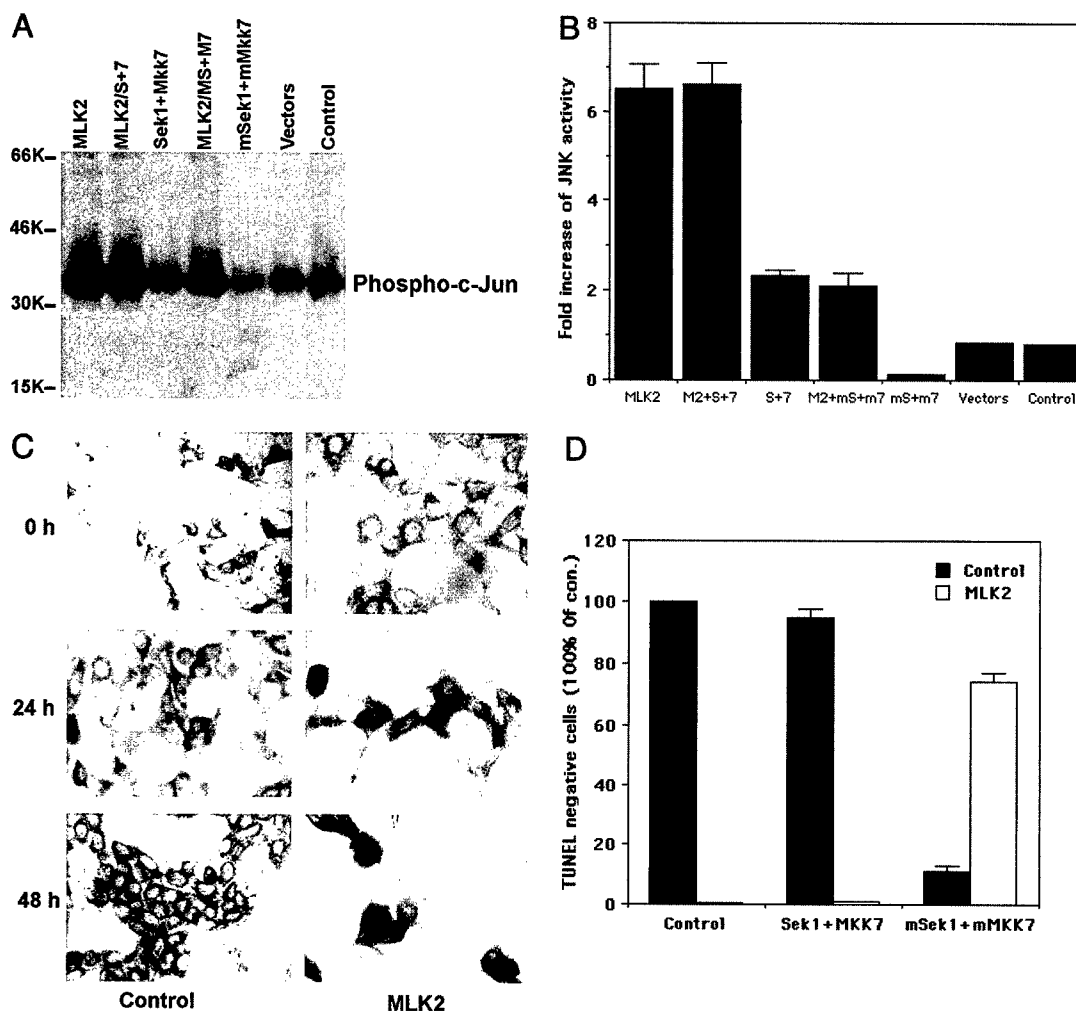 A
MLK2
MLK2/S+7
Sek1+Mkk7
MLK2/MS+M7
mSek1+mMkk7
Vectors
Control
66K
46K
30K
15K
Phospho-c-Jun
B
Fold increase of JNK activity
8
6
4
2
0
MLK2
M2+S+7
S+7
M2+mS+m7
mS+m7
Vectors
Control
C
0 h
24 h
48 h
Control
MLK2
D
TUNEL negative cells (100% Of con.)
120
100
80
60
40
20
0
Control
MLK2
Control
Sek1+MKK7
mSek1+mMKK7